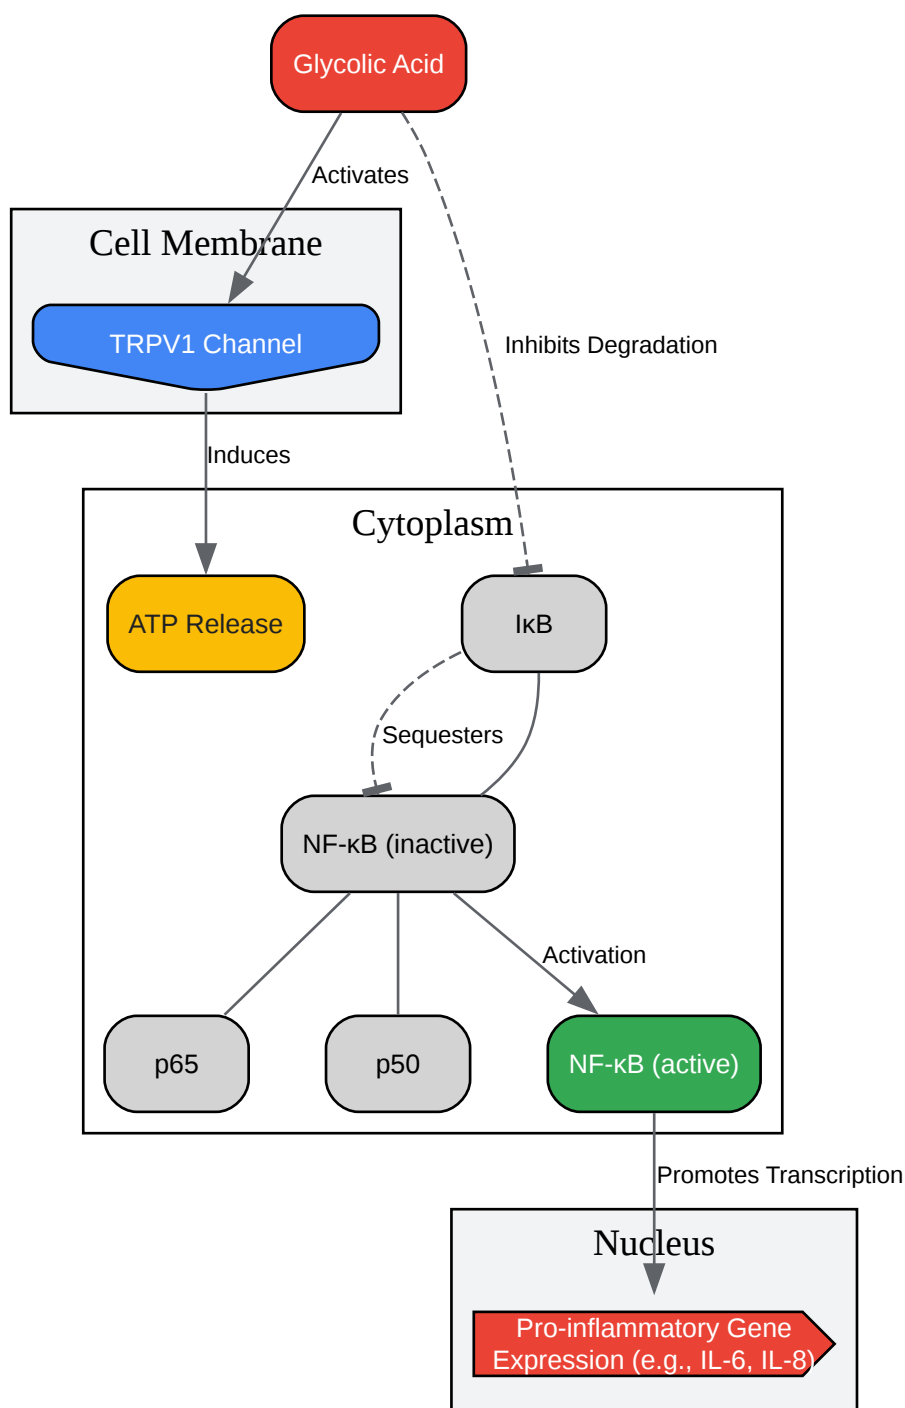 Glycolic Acid
Activates
Cell Membrane
TRPV1 Channel
Inhibits Degradation
Induces
Cytoplasm
ATP Release
IκB
Sequesters
NF-κB (inactive)
Activation
p65
p50
NF-κB (active)
Promotes Transcription
Nucleus
Pro-inflammatory Gene
Expression (e.g., IL-6, IL-8)